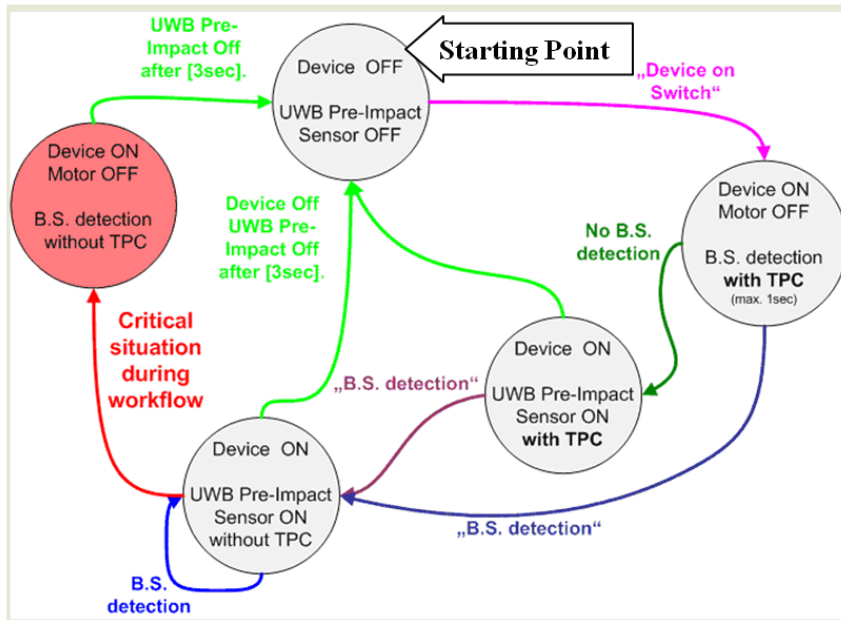 UWB Pre-
Impact Off
after [3sec].
Starting Point
Device OFF
UWB Pre-Impact
Sensor OFF
„Device on
Switch“
Device ON
Motor OFF
B.S. detection
without TPC
Device Off
UWB Pre-
Impact Off
after [3sec].
No B.S.
detection
Device ON
Motor OFF
B.S. detection
with TPC
(max. 1sec)
Critical
situation
during
workflow
„B.S. detection“
Device ON
UWB Pre-Impact
Sensor ON
with TPC
Device ON
UWB Pre-Impact
Sensor ON
without TPC
„B.S. detection“
B.S.
detection